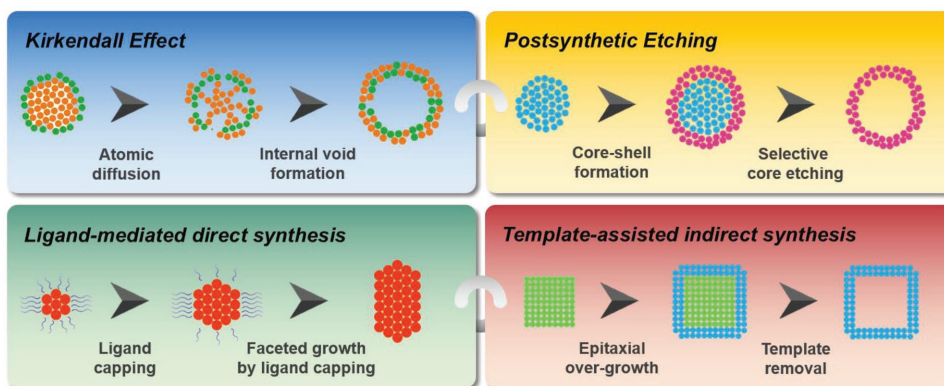 Kirkendall Effect
Atomic
diffusion
Internal void
formation
Postsynthetic Etching
Core-shell
formation
Selective
core etching
Ligand-mediated direct synthesis
Ligand
capping
Faceted growth
by ligand capping
Template-assisted indirect synthesis
Epitaxial
over-growth
Template
removal